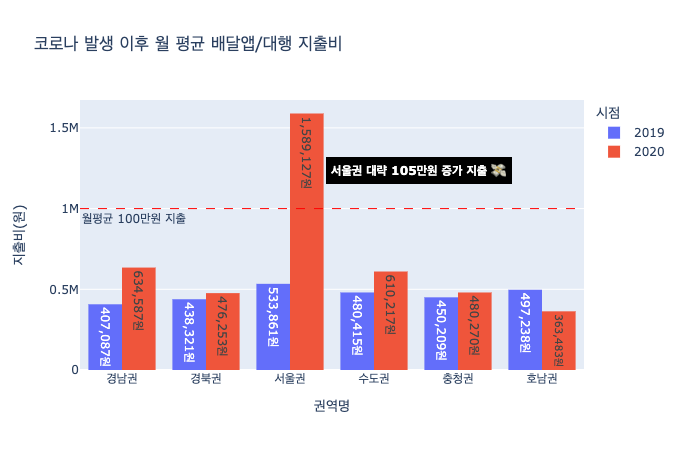 코로나 발생 이후 월 평균 배달앱/대행 지출비
시점
2019
2020
지출비(원)
1.5M
1M
0.5M
0
서울권 대략 105만원 증가 지출 💸
월평균 100만원 지출
407,087원
634,587원
438,321원
476,253원
533,861원
1,589,127원
480,415원
610,217원
450,209원
480,270원
497,238원
363,483원
경남권
경북권
서울권
수도권
충청권
호남권
권역명